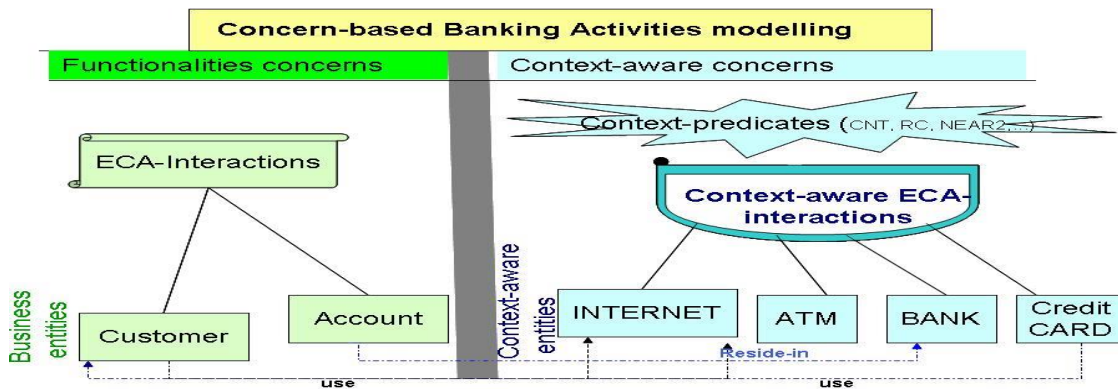 Concern-based Banking Activities modelling
Functionalities concerns
Context-aware concerns
Context-predicates (CNT, RC, NEAR2,...)
ECA-Interactions
Context-aware ECA-
interactions
Business
entities
Context-aware
entities
Customer
Account
INTERNET
ATM
BANK
Credit
CARD
Reside-in
use
use